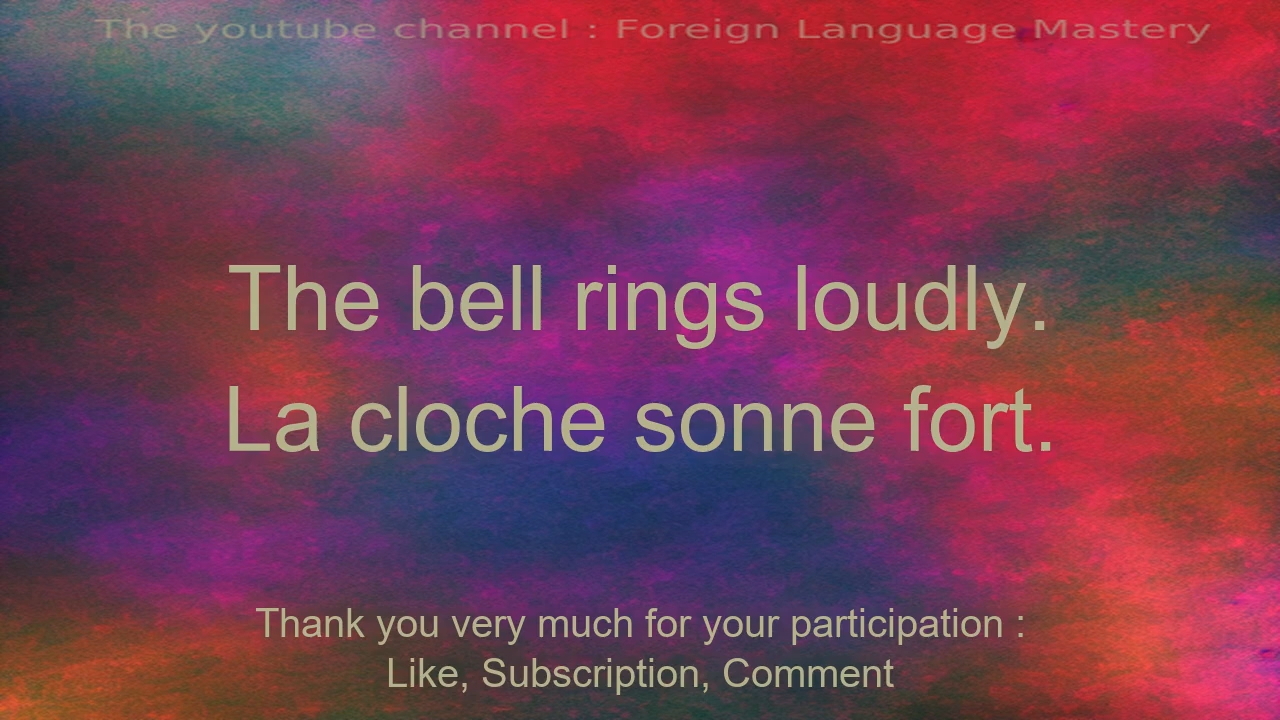 The youtube channel : Foreign Language Mastery
The bell rings loudly.
La cloche sonne fort.
Thank you very much for your participation :
Like, Subscription, Comment